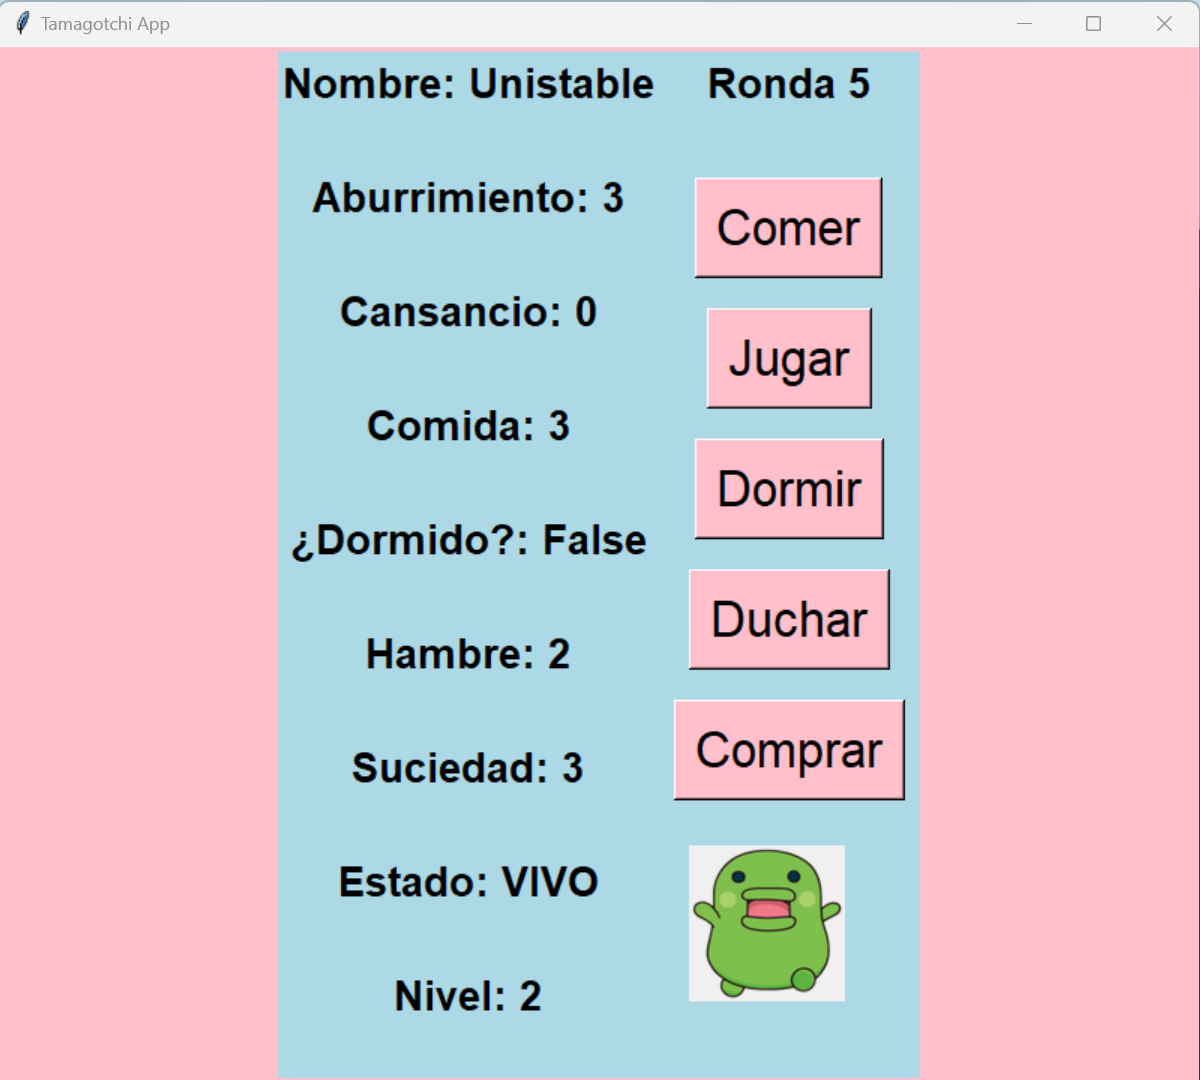 Tamagotchi App
Nombre: Unistable
Ronda 5
Aburrimiento: 3
Cansancio: 0
Comida: 3
¿Dormido?: False
Hambre: 2
Suciedad: 3
Estado: VIVO
Nivel: 2
Comer
Jugar
Dormir
Duchar
Comprar